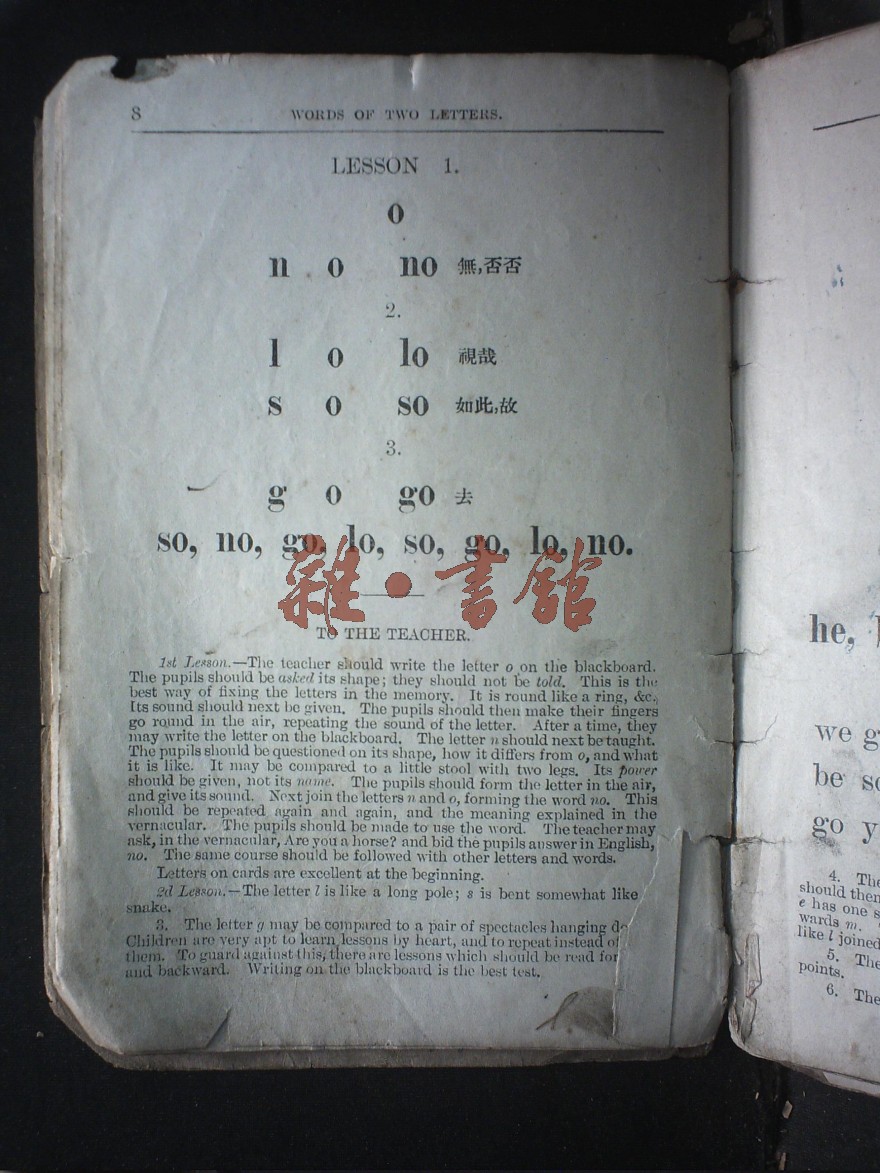 8 WORDS OF TWO LETTERS.
LESSON 1.
o
n o no 無,否否
2.
l o lo 視哉
s o so 如此,故
3.
g o go 去
so, no, go, lo, so, go, lo, no.
雜·書館
TO THE TEACHER.
1st Lesson.—The teacher should write the letter o on the blackboard.
The pupils should be asked its shape; they should not be told. This is the
best way of fixing the letters in the memory. It is round like a ring, &c.
Its sound should next be given. The pupils should then make their fingers
go round in the air, repeating the sound of the letter. After a time, they
may write the letter on the blackboard. The letter n should next be taught.
The pupils should be questioned on its shape, how it differs from o, and what
it is like. It may be compared to a little stool with two legs. Its power
should be given, not its name. The pupils should form the letter in the air,
and give its sound. Next join the letters n and o, forming the word no. This
should be repeated again and again, and the meaning explained in the
vernacular. The pupils should be made to use the word. The teacher may
ask, in the vernacular, Are you a horse? and bid the pupils answer in English,
no. The same course should be followed with other letters and words.
Letters on cards are excellent at the beginning.
2d Lesson.—The letter l is like a long pole; s is bent somewhat like
snake.
3. The letter g may be compared to a pair of spectacles hanging
Children are very apt to learn lessons by heart, and to repeat instead of
them. To guard against this, there are lessons which should be read for
and backward. Writing on the blackboard is the best test.
he,
we g
be so
go y
4. The
should then
e has one s
wards m.
like l joined
5. The
points.
6. The